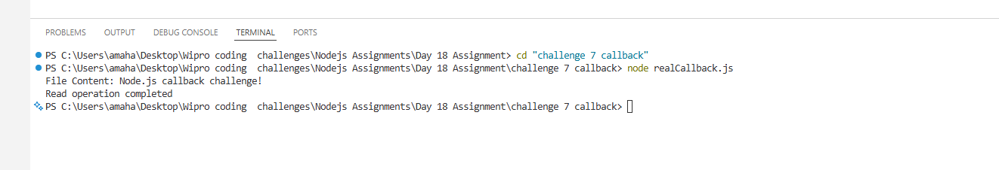 PROBLEMS OUTPUT DEBUG CONSOLE TERMINAL PORTS
PS C:\Users\amaha\Desktop\Wipro coding  challenges\Nodejs Assignments\Day 18 Assignment> cd "challenge 7 callback"
PS C:\Users\amaha\Desktop\Wipro coding  challenges\Nodejs Assignments\Day 18 Assignment\challenge 7 callback> node realCallback.js
File Content: Node.js callback challenge!
Read operation completed
PS C:\Users\amaha\Desktop\Wipro coding  challenges\Nodejs Assignments\Day 18 Assignment\challenge 7 callback>